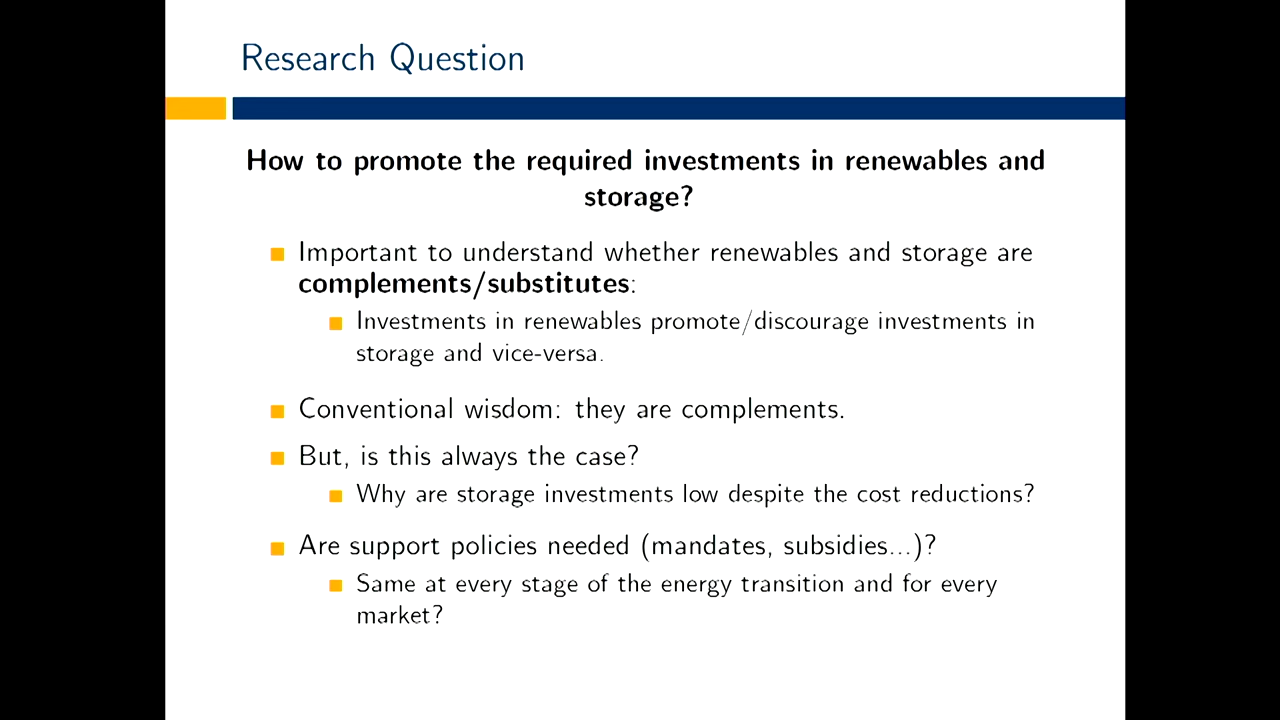 Research Question
How to promote the required investments in renewables and
storage?
Important to understand whether renewables and storage are
complements/substitutes:
Investments in renewables promote/discourage investments in
storage and vice-versa.
Conventional wisdom: they are complements.
But, is this always the case?
Why are storage investments low despite the cost reductions?
Are support policies needed (mandates, subsidies...)?
Same at every stage of the energy transition and for every
market?